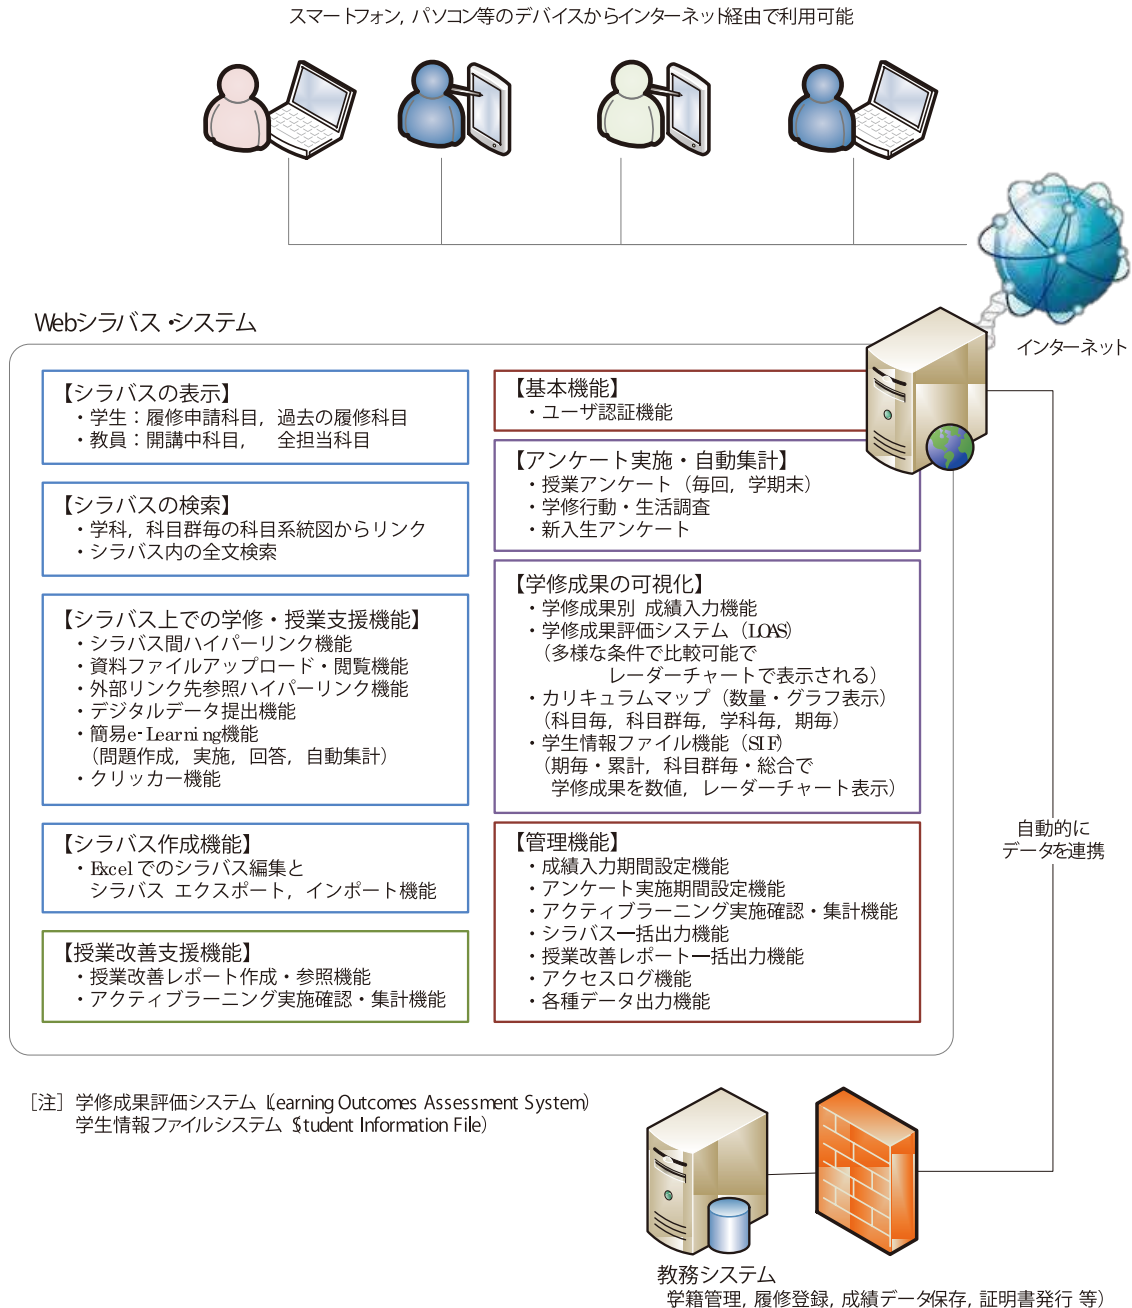 スマートフォン，パソコン等のデバイスからインターネット経由で利用可能
インターネット
Webシラバス・システム
【シラバスの表示】
・学生：履修申請科目，過去の履修科目
・教員：開講中科目，　全担当科目
【シラバスの検索】
・学科，科目群毎の科目系統図からリンク
・シラバス内の全文検索
【シラバス上での学修・授業支援機能】
・シラバス間ハイパーリンク機能
・資料ファイルアップロード・閲覧機能
・外部リンク先参照ハイパーリンク機能
・デジタルデータ提出機能
・簡易e-Learning機能
（問題作成，実施，回答，自動集計）
・クリッカー機能
【シラバス作成機能】
・Excelでのシラバス編集と
シラバス エクスポート，インポート機能
【授業改善支援機能】
・授業改善レポート作成・参照機能
・アクティブラーニング実施確認・集計機能
【基本機能】
・ユーザ認証機能
【アンケート実施・自動集計】
・授業アンケート（毎回，学期末）
・学修行動・生活調査
・新入生アンケート
【学修成果の可視化】
・学修成果別 成績入力機能
・学修成果評価システム（LOAS）
（多様な条件で比較可能で
レーダーチャートで表示される）
・カリキュラムマップ（数量・グラフ表示）
（科目毎，科目群毎，学科毎，期毎）
・学生情報ファイル機能（SIF）
（期毎・累計，科目群毎・総合で
学修成果を数値，レーダーチャート表示）
【管理機能】
・成績入力期間設定機能
・アンケート実施期間設定機能
・アクティブラーニング実施確認・集計機能
・シラバス一括出力機能
・授業改善レポート一括出力機能
・アクセスログ機能
・各種データ出力機能
自動的に
データを連携
［注］学修成果評価システム（Learning Outcomes Assessment System）
学生情報ファイルシステム（Student Information File）
教務システム
（学籍管理，履修登録，成績データ保存，証明書発行 等）